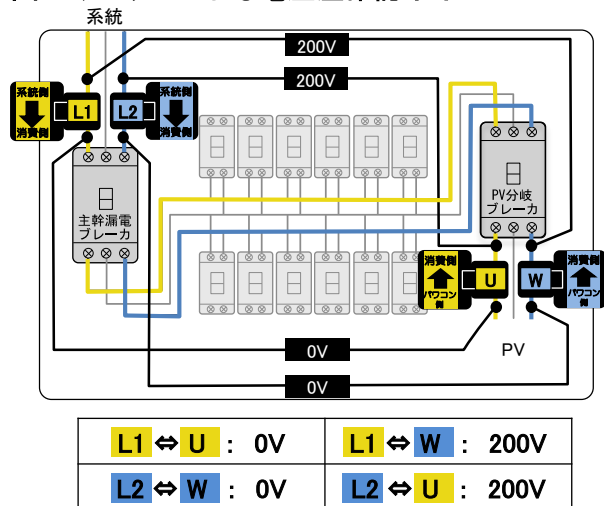 系統
200V
200V
系統側
消費側
L1
L2
系統側
消費側
主幹漏電
ブレーカ
PV分岐
ブレーカ
消費側
パワコン
側
U
W
消費側
パワコン
側
0V
PV
0V
L1⇔U： 0V
L1⇔W： 200V
L2⇔W： 0V
L2⇔U： 200V